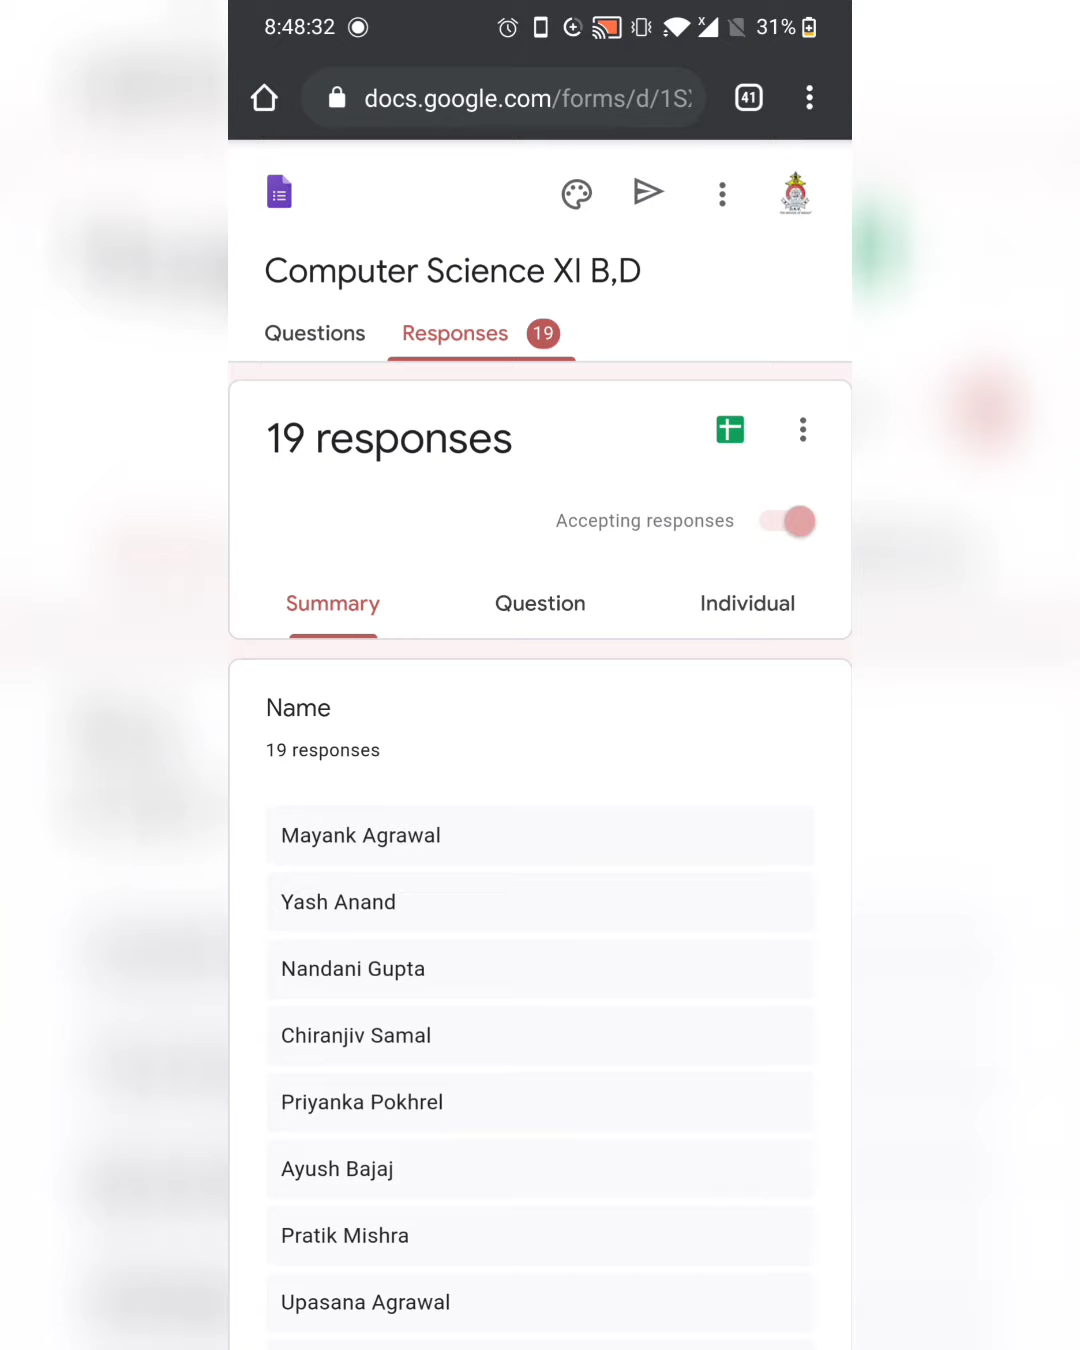 8:48:32
x
31%
docs.google.com/forms/d/1S
41
Computer Science XI B,D
Questions
Responses
19
19 responses
Accepting responses
Summary
Question
Individual
Name
19 responses
Mayank Agrawal
Yash Anand
Nandani Gupta
Chiranjiv Samal
Priyanka Pokhrel
Ayush Bajaj
Pratik Mishra
Upasana Agrawal